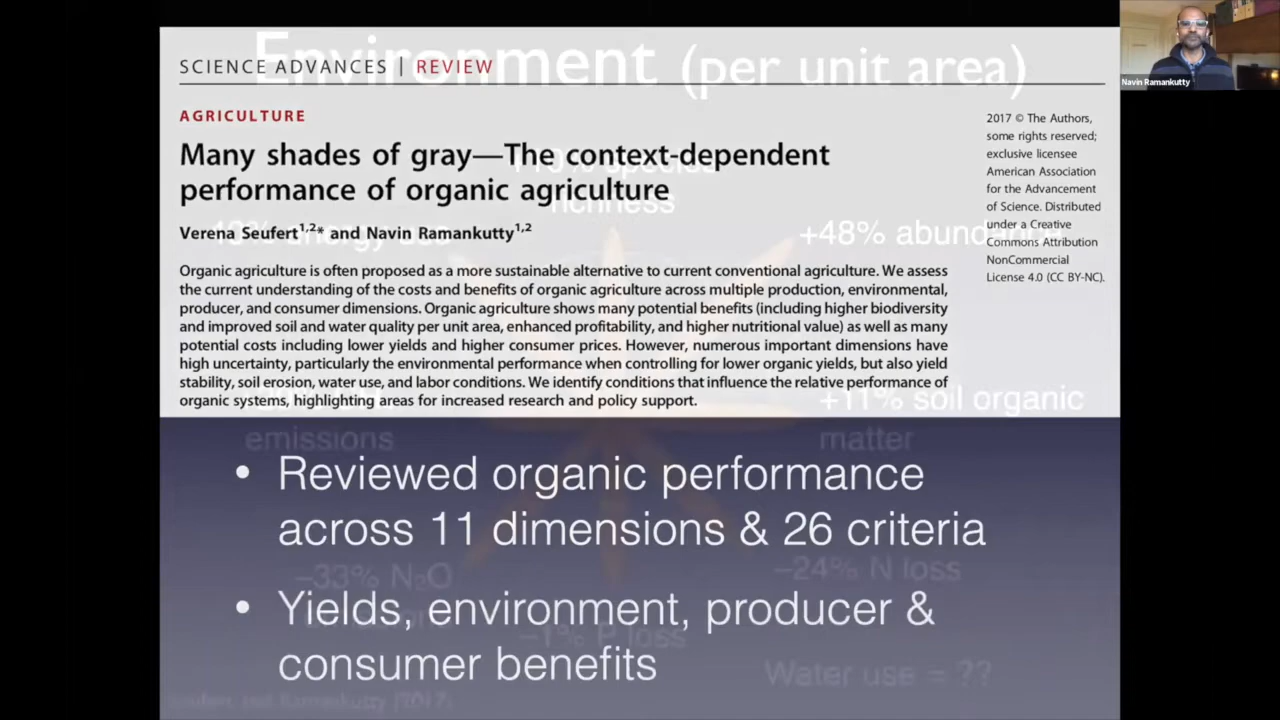 Environment (per unit area)
SCIENCE ADVANCES | REVIEW
Navin Ramankutty
AGRICULTURE
Many shades of gray—The context-dependent
performance of organic agriculture
Verena Seufert1,2* and Navin Ramankutty1,2
2017 © The Authors,
some rights reserved;
exclusive licensee
American Association
for the Advancement
of Science. Distributed
under a Creative
Commons Attribution
NonCommercial
License 4.0 (CC BY-NC).
richness
+48% abundance
Organic agriculture is often proposed as a more sustainable alternative to current conventional agriculture. We assess
the current understanding of the costs and benefits of organic agriculture across multiple production, environmental,
producer, and consumer dimensions. Organic agriculture shows many potential benefits (including higher biodiversity
and improved soil and water quality per unit area, enhanced profitability, and higher nutritional value) as well as many
potential costs including lower yields and higher consumer prices. However, numerous important dimensions have
high uncertainty, particularly the environmental performance when controlling for lower organic yields, but also yield
stability, soil erosion, water use, and labor conditions. We identify conditions that influence the relative performance of
organic systems, highlighting areas for increased research and policy support.
+11% soil organic
matter
emissions
• Reviewed organic performance
across 11 dimensions & 26 criteria
–33% N₂O
–24% N loss
• Yields, environment, producer &
consumer benefits
–1% P loss
Water use = ??
and Ramankutty (2017)